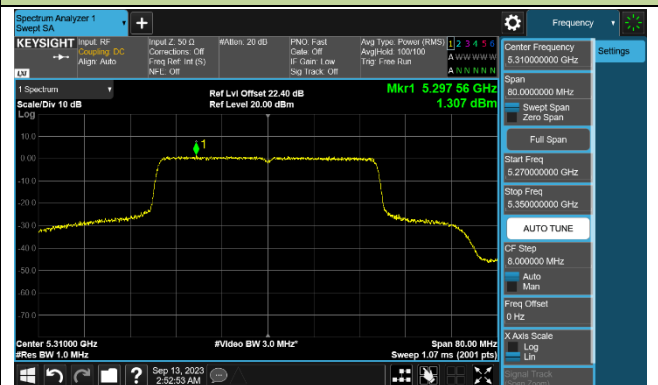 Spectrum Analyzer 1
Swept SA
Frequency
KEYSIGHT
Input: RF
Coupling: DC
Align: Auto
Input Z: 50 Ω
Corrections: Off
Freq Ref: Int (S)
NFE: Off
#Atten: 20 dB
PNO: Fast
Gate: Off
IF Gain: Low
Sig Track: Off
Avg Type: Power (RMS)
Avg|Hold: 100/100
Trig: Free Run
1 2 3 4 5 6
A W W W W W
A N N N N N
LXI
1 Spectrum
Scale/Div 10 dB
Log
Ref Lvl Offset 22.40 dB
Ref Level 20.00 dBm
Mkr1 5.297 56 GHz
1.307 dBm
1
10.0
0.00
-10.0
-20.0
-30.0
-40.0
-50.0
-60.0
-70.0
Center 5.31000 GHz
#Res BW 1.0 MHz
#Video BW 3.0 MHz*
Span 80.00 MHz
Sweep 1.07 ms (2001 pts)
Sep 13, 2023
2:52:53 AM
Center Frequency
5.310000000 GHz
Settings
Span
80.0000000 MHz
Swept Span
Zero Span
Full Span
Start Freq
5.270000000 GHz
Stop Freq
5.350000000 GHz
AUTO TUNE
CF Step
8.000000 MHz
Auto
Man
Freq Offset
0 Hz
X Axis Scale
Log
Lin
Signal Track
(Span Zoom)